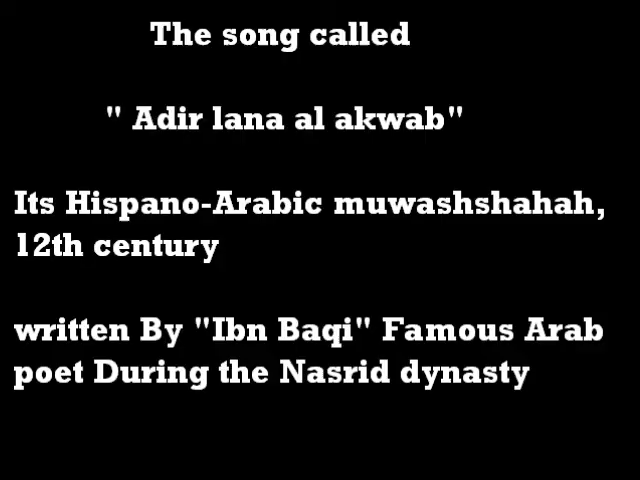 The song called
" Adir lana al akwab"
Its Hispano-Arabic muwashshahah,
12th century
written By "Ibn Baqi" Famous Arab
poet During the Nasrid dynasty